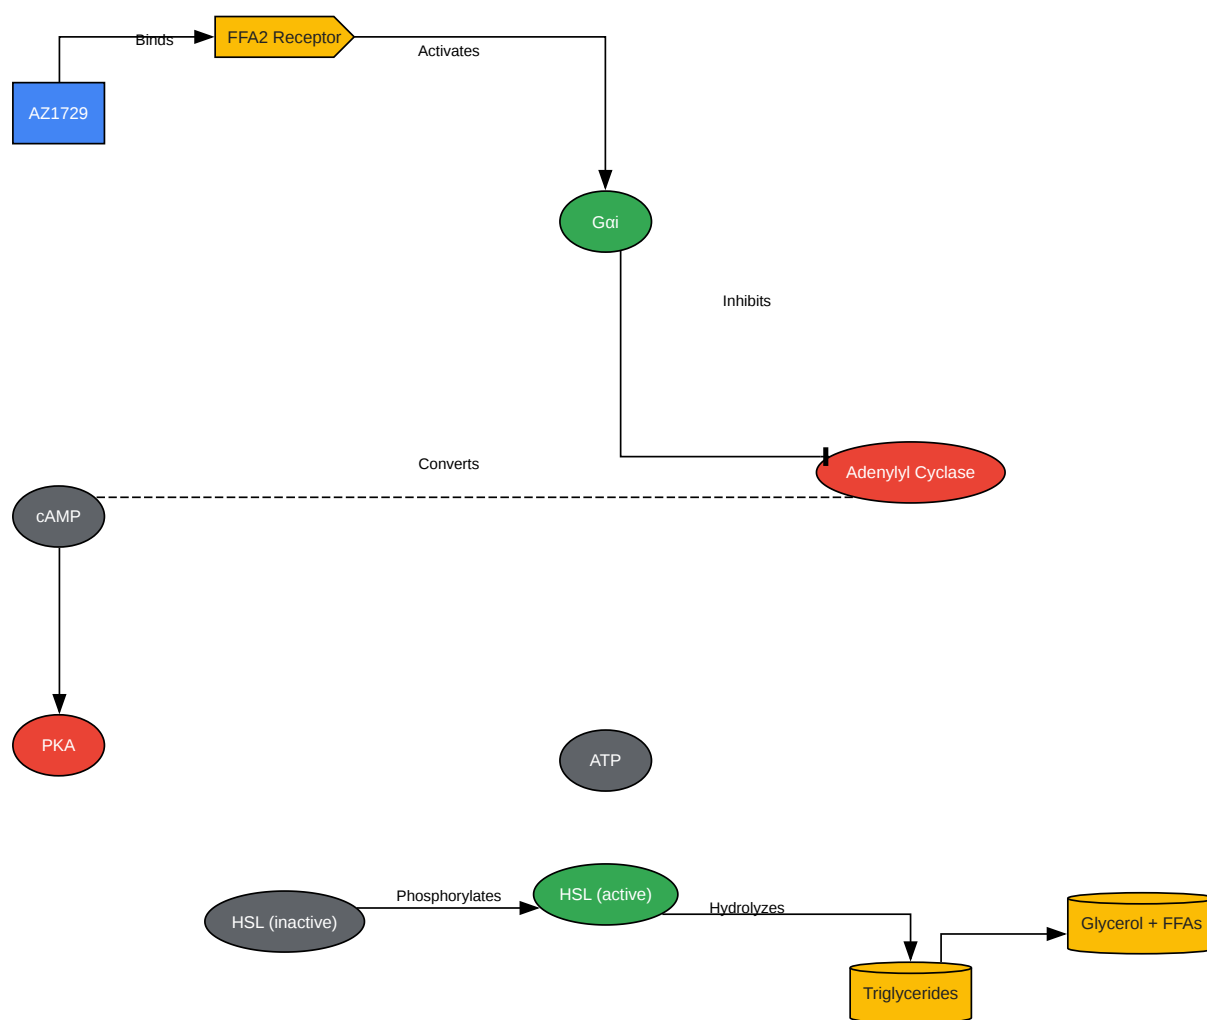 Binds
FFA2 Receptor
Activates
AZ1729
Gαi
Inhibits
Converts
Adenylyl Cyclase
cAMP
PKA
ATP
Phosphorylates
HSL (active)
Hydrolyzes
HSL (inactive)
Glycerol + FFAs
Triglycerides